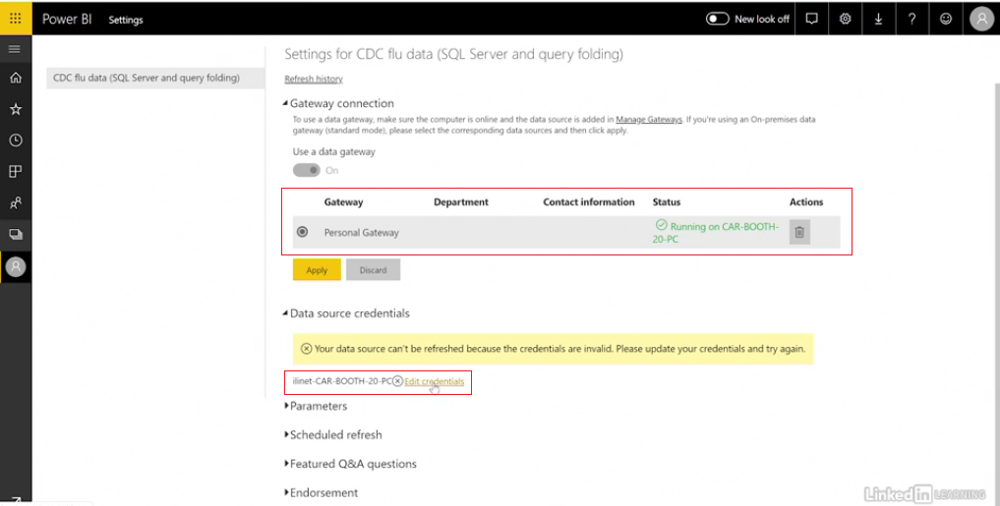 Power BI Settings New look off
Settings for CDC flu data (SQL Server and query folding)
CDC flu data (SQL Server and query folding)
Refresh history
Gateway connection
To use a data gateway, make sure the computer is online and the data source is added in Manage Gateways. If you're using an On-premises data
gateway (standard mode), please select the corresponding data sources and then click apply.
Use a data gateway
On
Gateway Department Contact information Status Actions
Personal Gateway Running on CAR-BOOTH-
20-PC
Apply Discard
Data source credentials
Your data source can't be refreshed because the credentials are invalid. Please update your credentials and try again.
ilinet-CAR-BOOTH-20-PC Edit credentials
Parameters
Scheduled refresh
Featured Q&A questions
Endorsement
Linked in LEARNING